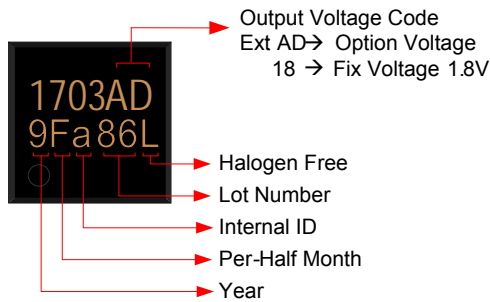 Output Voltage Code
Ext AD→ Option Voltage
18 → Fix Voltage 1.8V
1703AD
9Fa86L
Halogen Free
Lot Number
Internal ID
Per-Half Month
Year